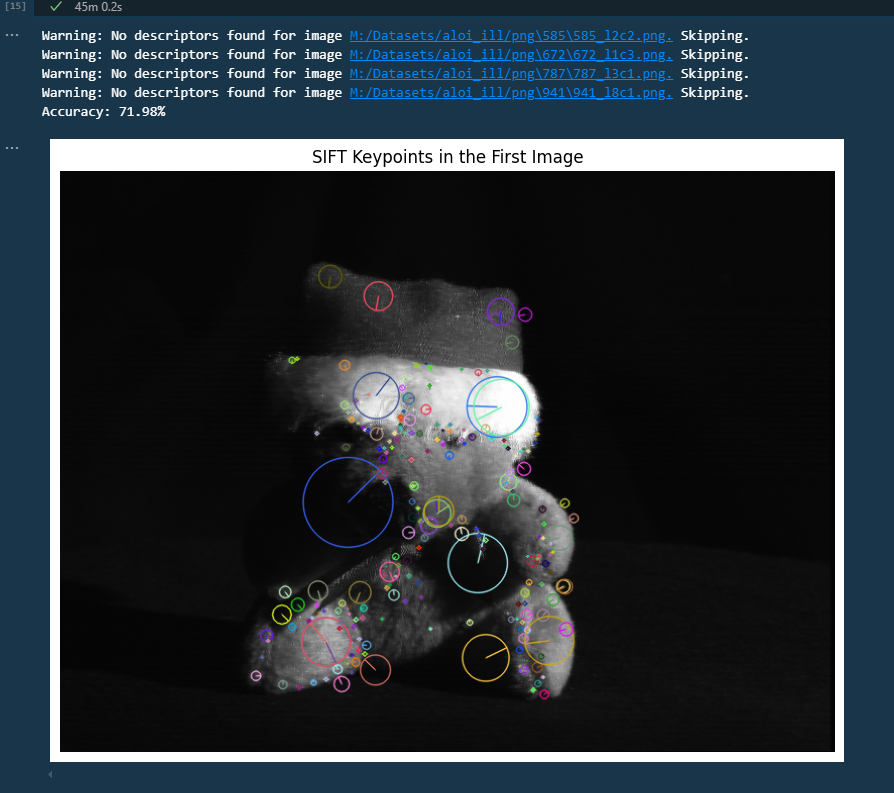 [15]
45m 0.2s
...
Warning: No descriptors found for image M:/Datasets/aloi_ill/png\585\585_l2c2.png. Skipping.
Warning: No descriptors found for image M:/Datasets/aloi_ill/png\672\672_l1c3.png. Skipping.
Warning: No descriptors found for image M:/Datasets/aloi_ill/png\787\787_l3c1.png. Skipping.
Warning: No descriptors found for image M:/Datasets/aloi_ill/png\941\941_l8c1.png. Skipping.
Accuracy: 71.98%
...
SIFT Keypoints in the First Image